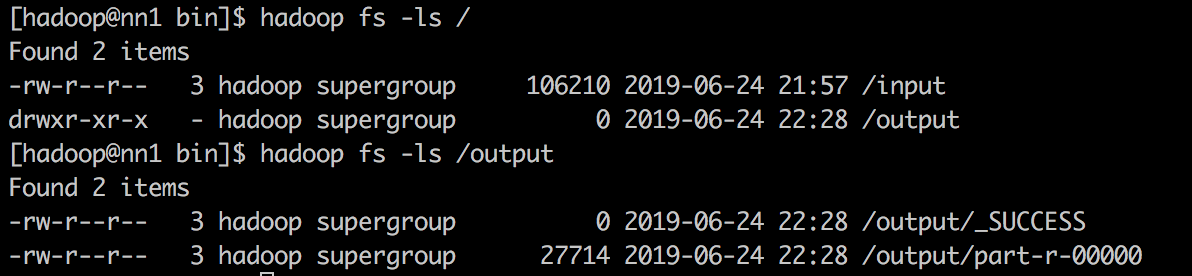 [hadoop@nn1 bin]$ hadoop fs -ls /
Found 2 items
-rw-r--r--   3 hadoop supergroup     106210 2019-06-24 21:57 /input
drwxr-xr-x   - hadoop supergroup          0 2019-06-24 22:28 /output
[hadoop@nn1 bin]$ hadoop fs -ls /output
Found 2 items
-rw-r--r--   3 hadoop supergroup          0 2019-06-24 22:28 /output/_SUCCESS
-rw-r--r--   3 hadoop supergroup      27714 2019-06-24 22:28 /output/part-r-00000